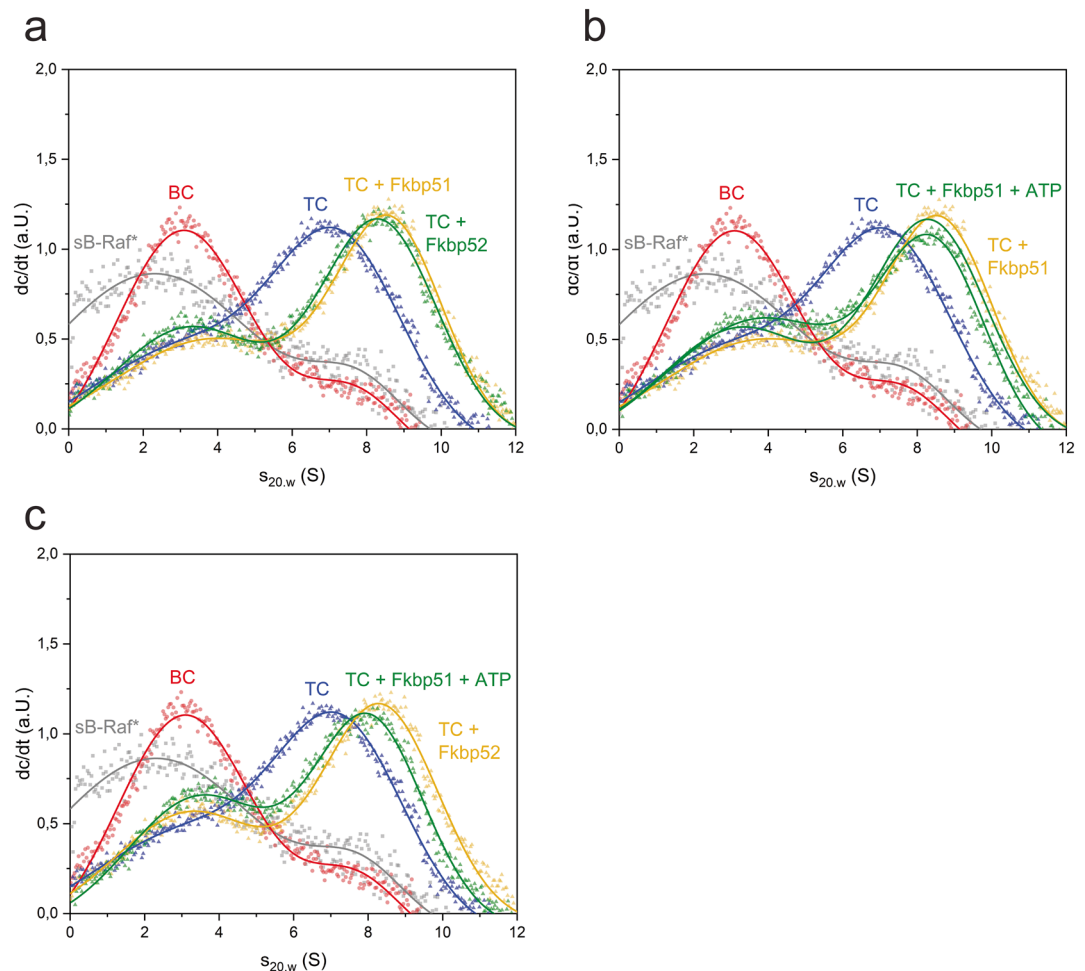 a
2,0
1,5
1,0
0,5
0,0
dc/dt (a.U.)
sB-Raf*
BC
TC
TC + Fkbp51
TC +
Fkbp52
0 2 4 6 8 10 12
s20.w (S)
b
2,0
1,5
1,0
0,5
0,0
dc/dt (a.U.)
sB-Raf*
BC
TC
TC + Fkbp51 + ATP
TC +
Fkbp51
0 2 4 6 8 10 12
s20.w (S)
c
2,0
1,5
1,0
0,5
0,0
dc/dt (a.U.)
sB-Raf*
BC
TC
TC + Fkbp51 + ATP
TC +
Fkbp52
0 2 4 6 8 10 12
s20.w (S)